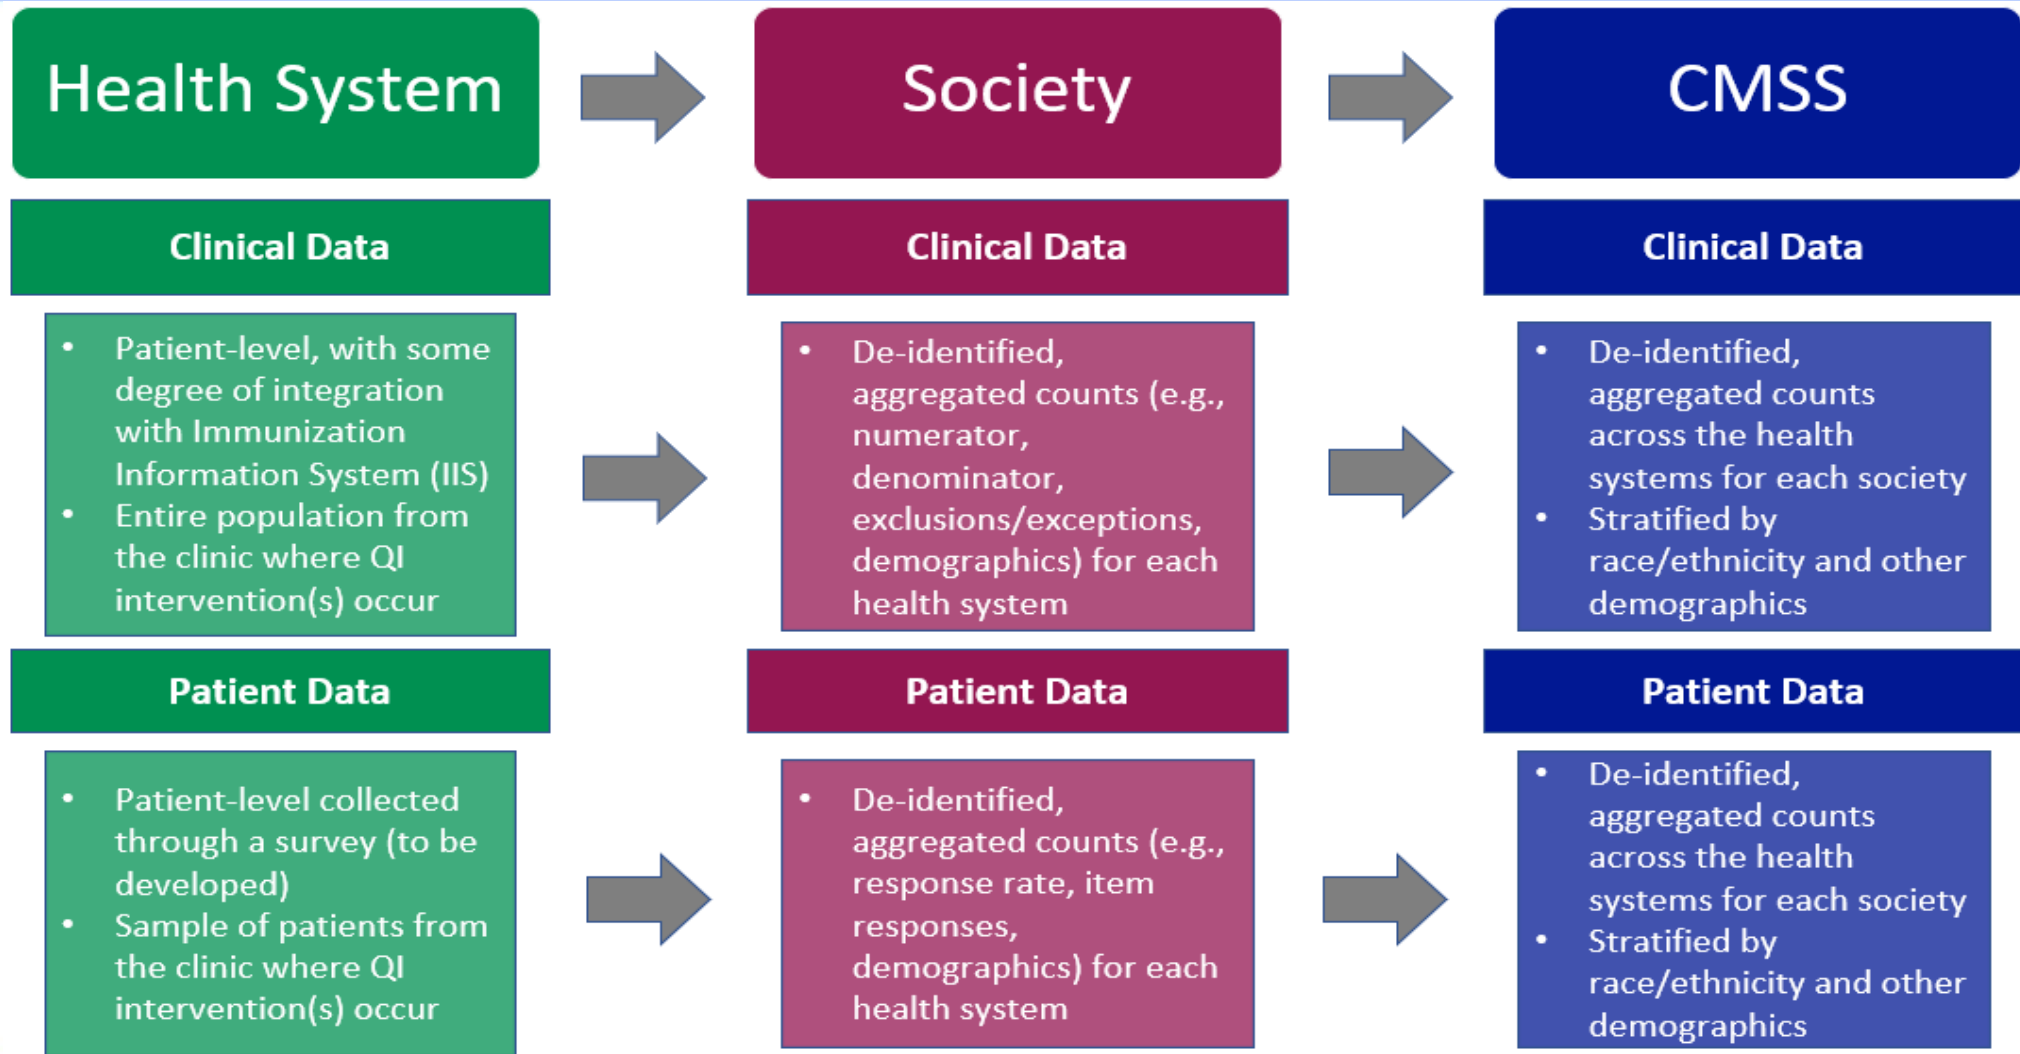 Health System
Society
CMSS
Clinical Data
Clinical Data
Clinical Data
• Patient-level, with some
degree of integration
with Immunization
Information System (IIS)
• Entire population from
the clinic where QI
intervention(s) occur
• De-identified,
aggregated counts (e.g.,
numerator,
denominator,
exclusions/exceptions,
demographics) for each
health system
• De-identified,
aggregated counts
across the health
systems for each society
• Stratified by
race/ethnicity and other
demographics
Patient Data
Patient Data
Patient Data
• Patient-level collected
through a survey (to be
developed)
• Sample of patients from
the clinic where QI
intervention(s) occur
• De-identified,
aggregated counts (e.g.,
response rate, item
responses,
demographics) for each
health system
• De-identified,
aggregated counts
across the health
systems for each society
• Stratified by
race/ethnicity and other
demographics